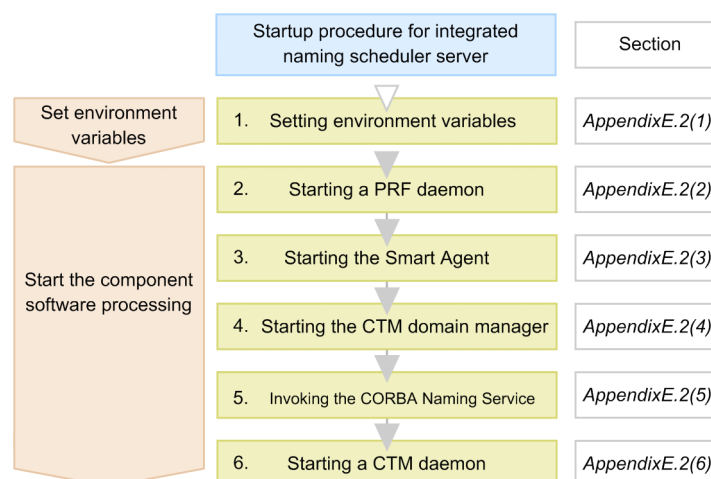 Startup procedure for integrated
naming scheduler server
Section
Set environment
variables
1. Setting environment variables
AppendixE.2(1)
2. Starting a PRF daemon
AppendixE.2(2)
3. Starting the Smart Agent
AppendixE.2(3)
Start the component
software processing
4. Starting the CTM domain manager
AppendixE.2(4)
5. Invoking the CORBA Naming Service
AppendixE.2(5)
6. Starting a CTM daemon
AppendixE.2(6)